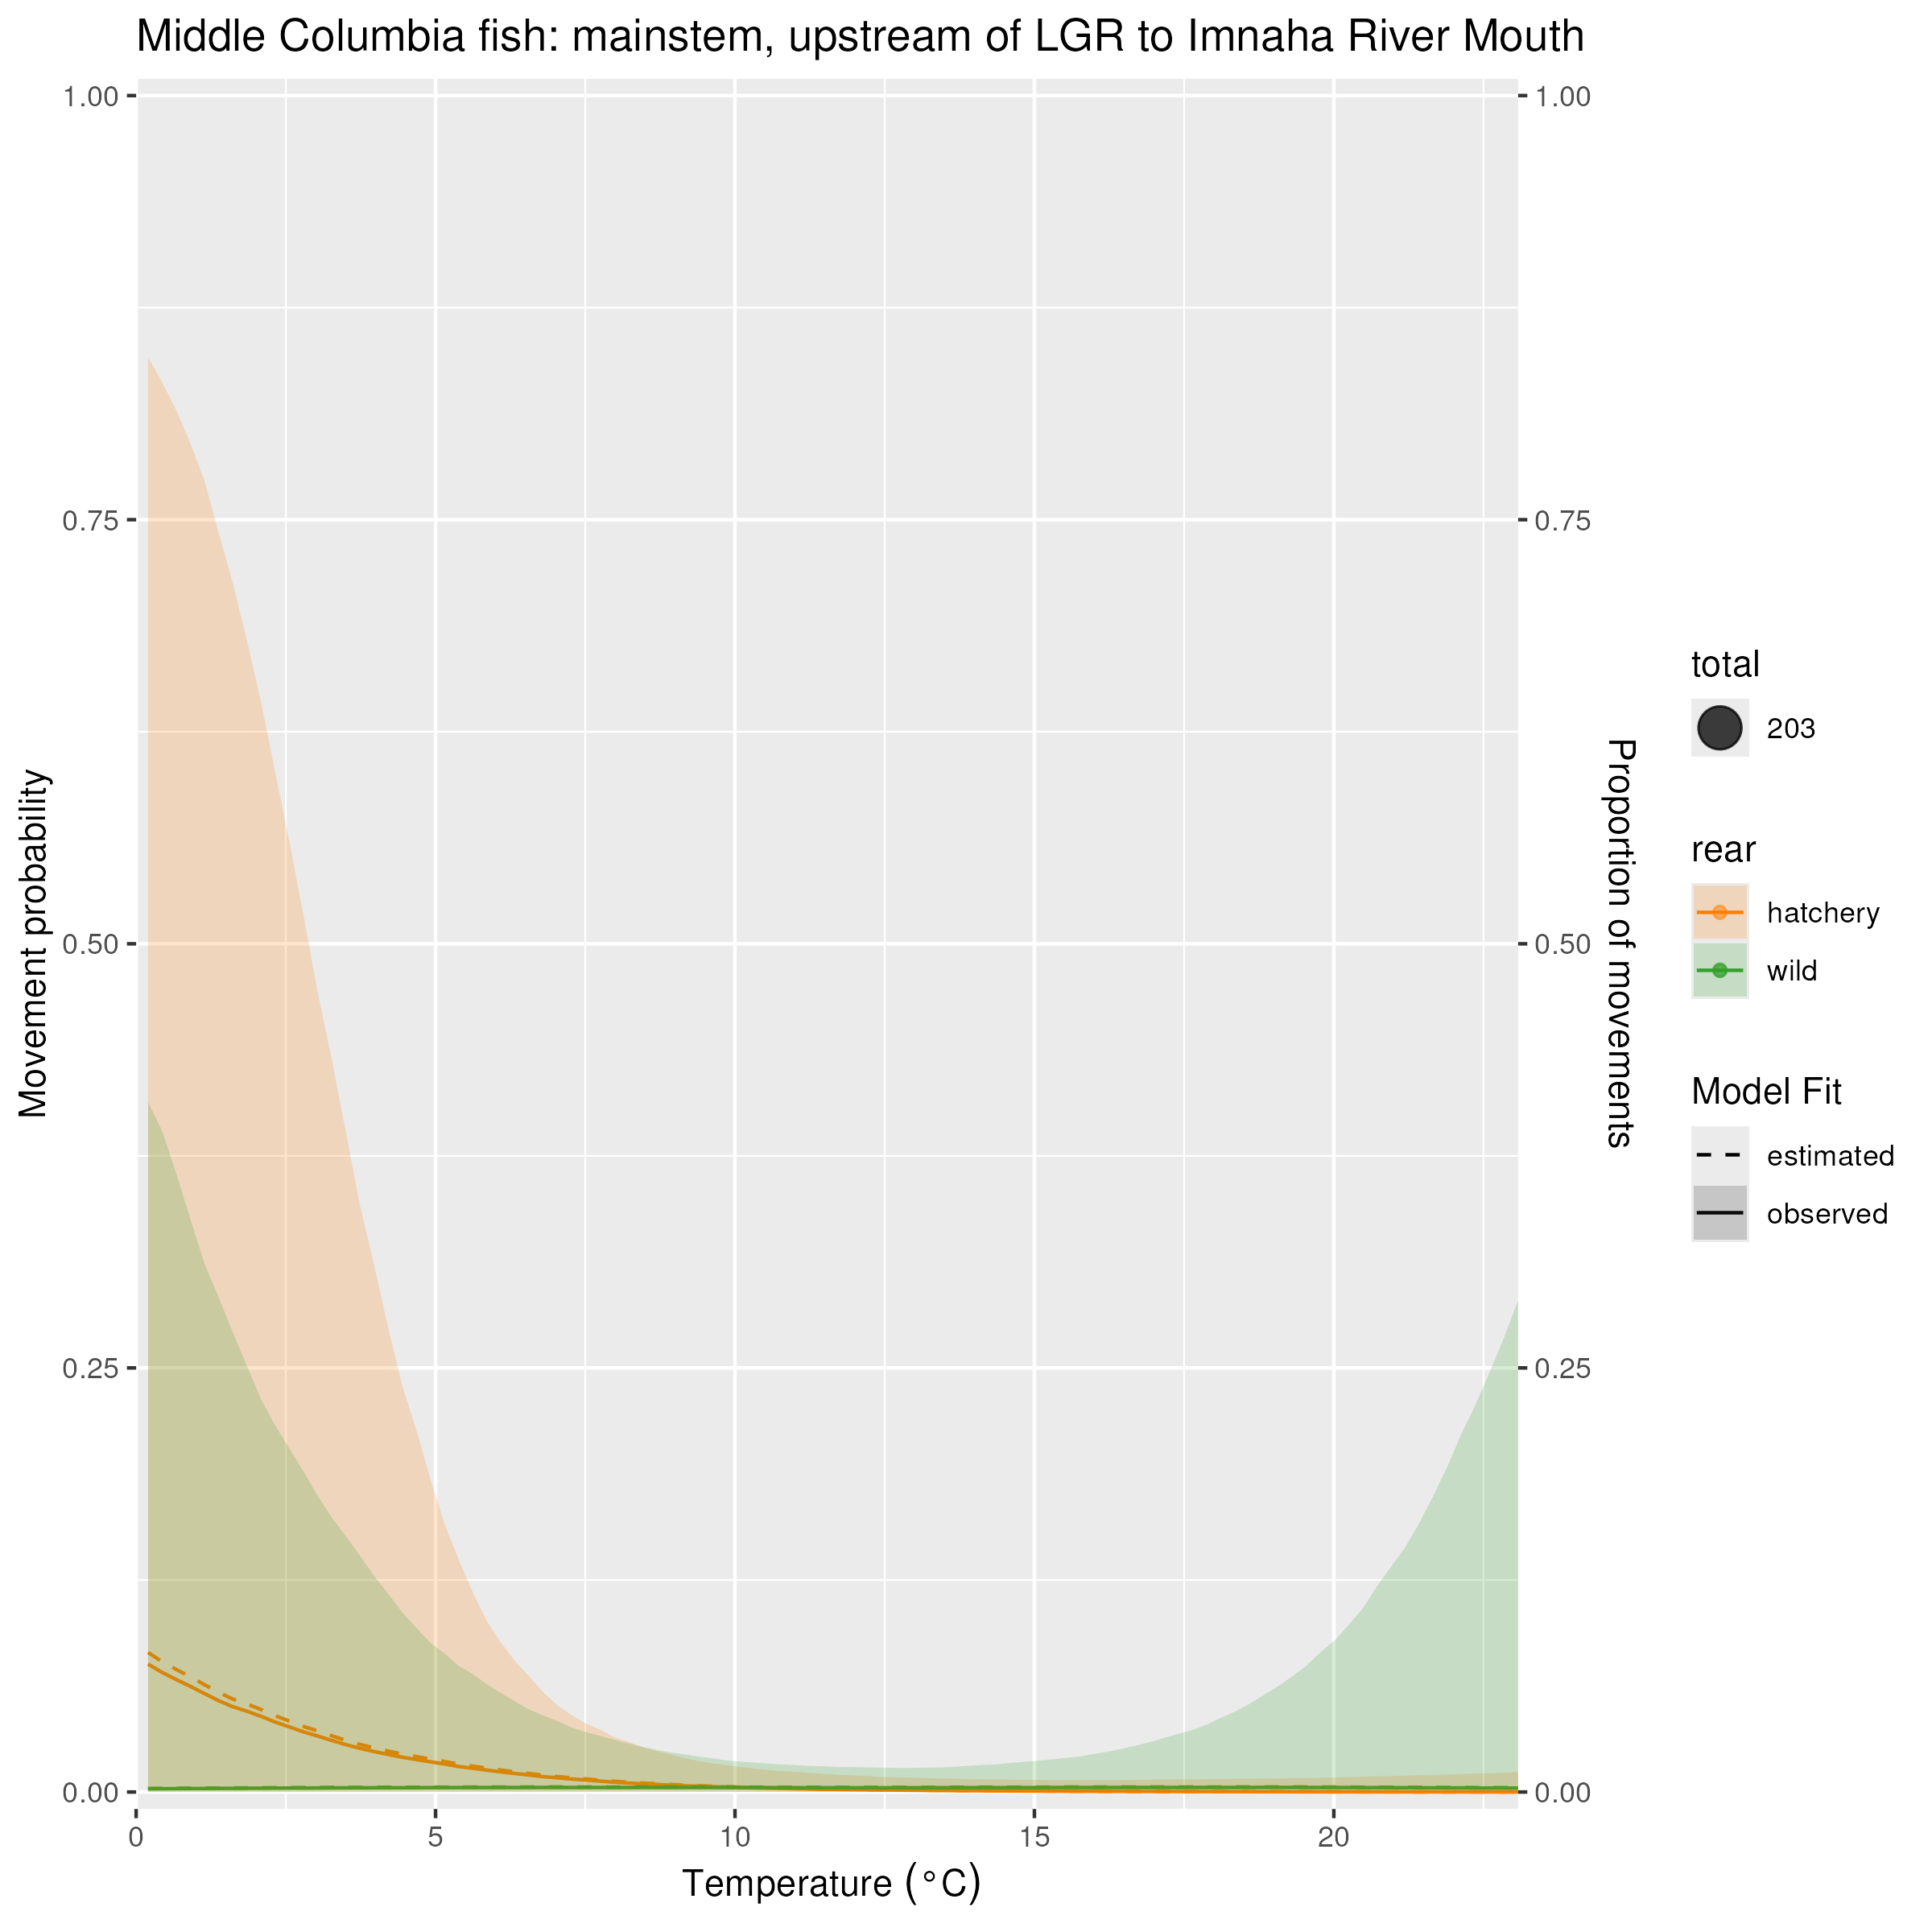 Middle Columbia fish: mainstem, upstream of LGR to Imnaha River Mouth
Movement probability
1.00
0.75
0.50
0.25
0.00
1.00
0.75
0.50
0.25
0.00
Proportion of movements
0
5
10
15
20
Temperature (°C)
total
203
rear
hatchery
wild
Model Fit
estimated
observed